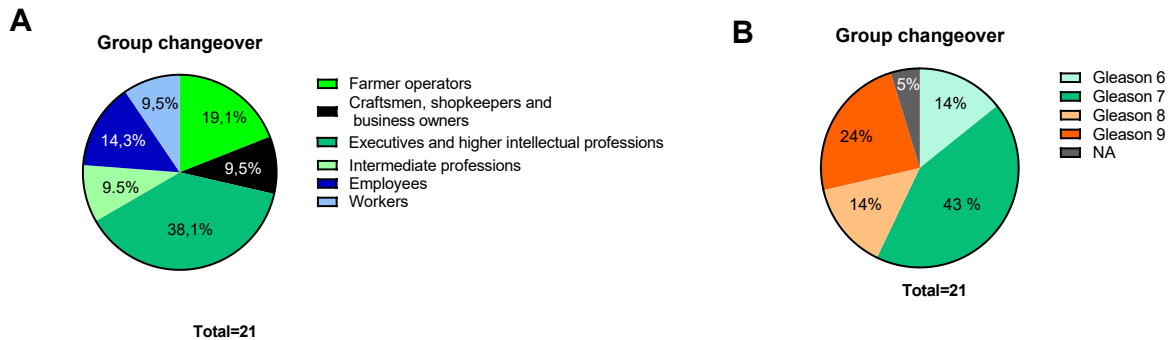 A
Group changeover
19,1%
9,5%
38,1%
9.5%
14,3%
9,5%
Farmer operators
Craftsmen, shopkeepers and
business owners
Executives and higher intellectual professions
Intermediate professions
Employees
Workers
Total=21
B
Group changeover
14%
43 %
14%
24%
5%
Gleason 6
Gleason 7
Gleason 8
Gleason 9
NA
Total=21